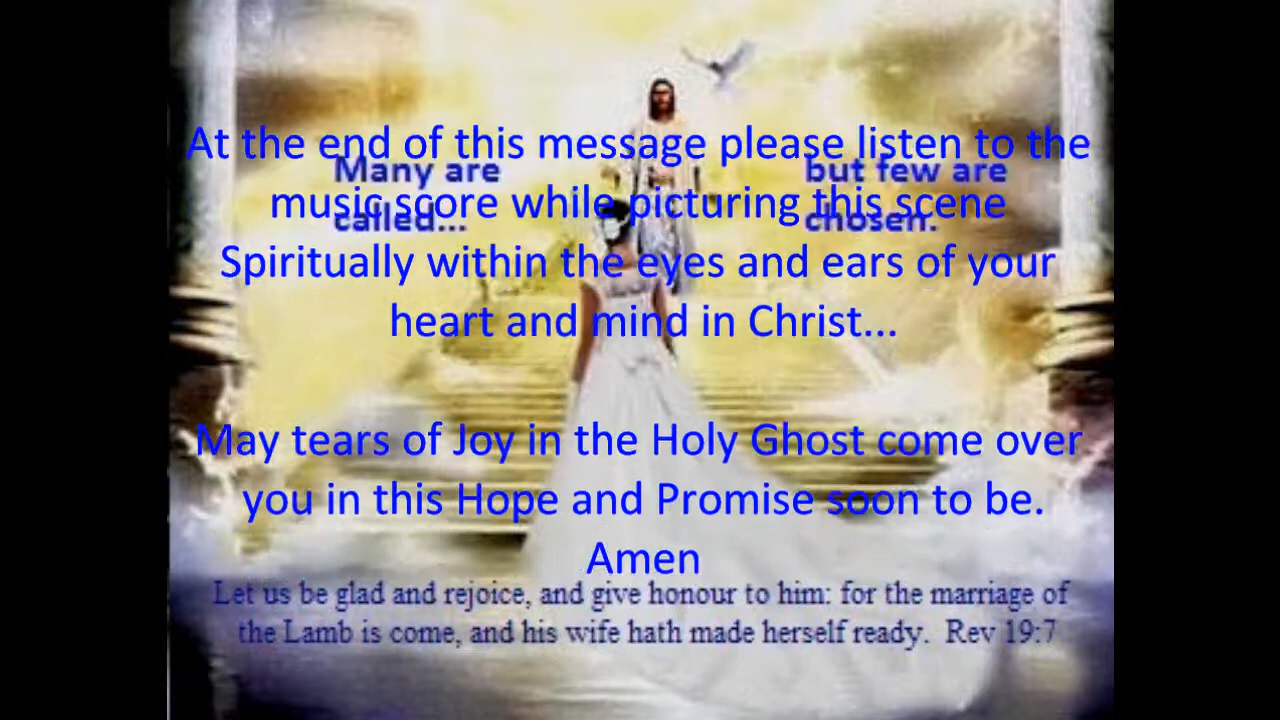 At the end of this message please listen to the
Many are
but few are
music score while picturing this scene
called...
chosen.
Spiritually within the eyes and ears of your
heart and mind in Christ...
May tears of Joy in the Holy Ghost come over
you in this Hope and Promise soon to be.
Amen
Let us be glad and rejoice, and give honour to him: for the marriage of
the Lamb is come, and his wife hath made herself ready. Rev 19:7